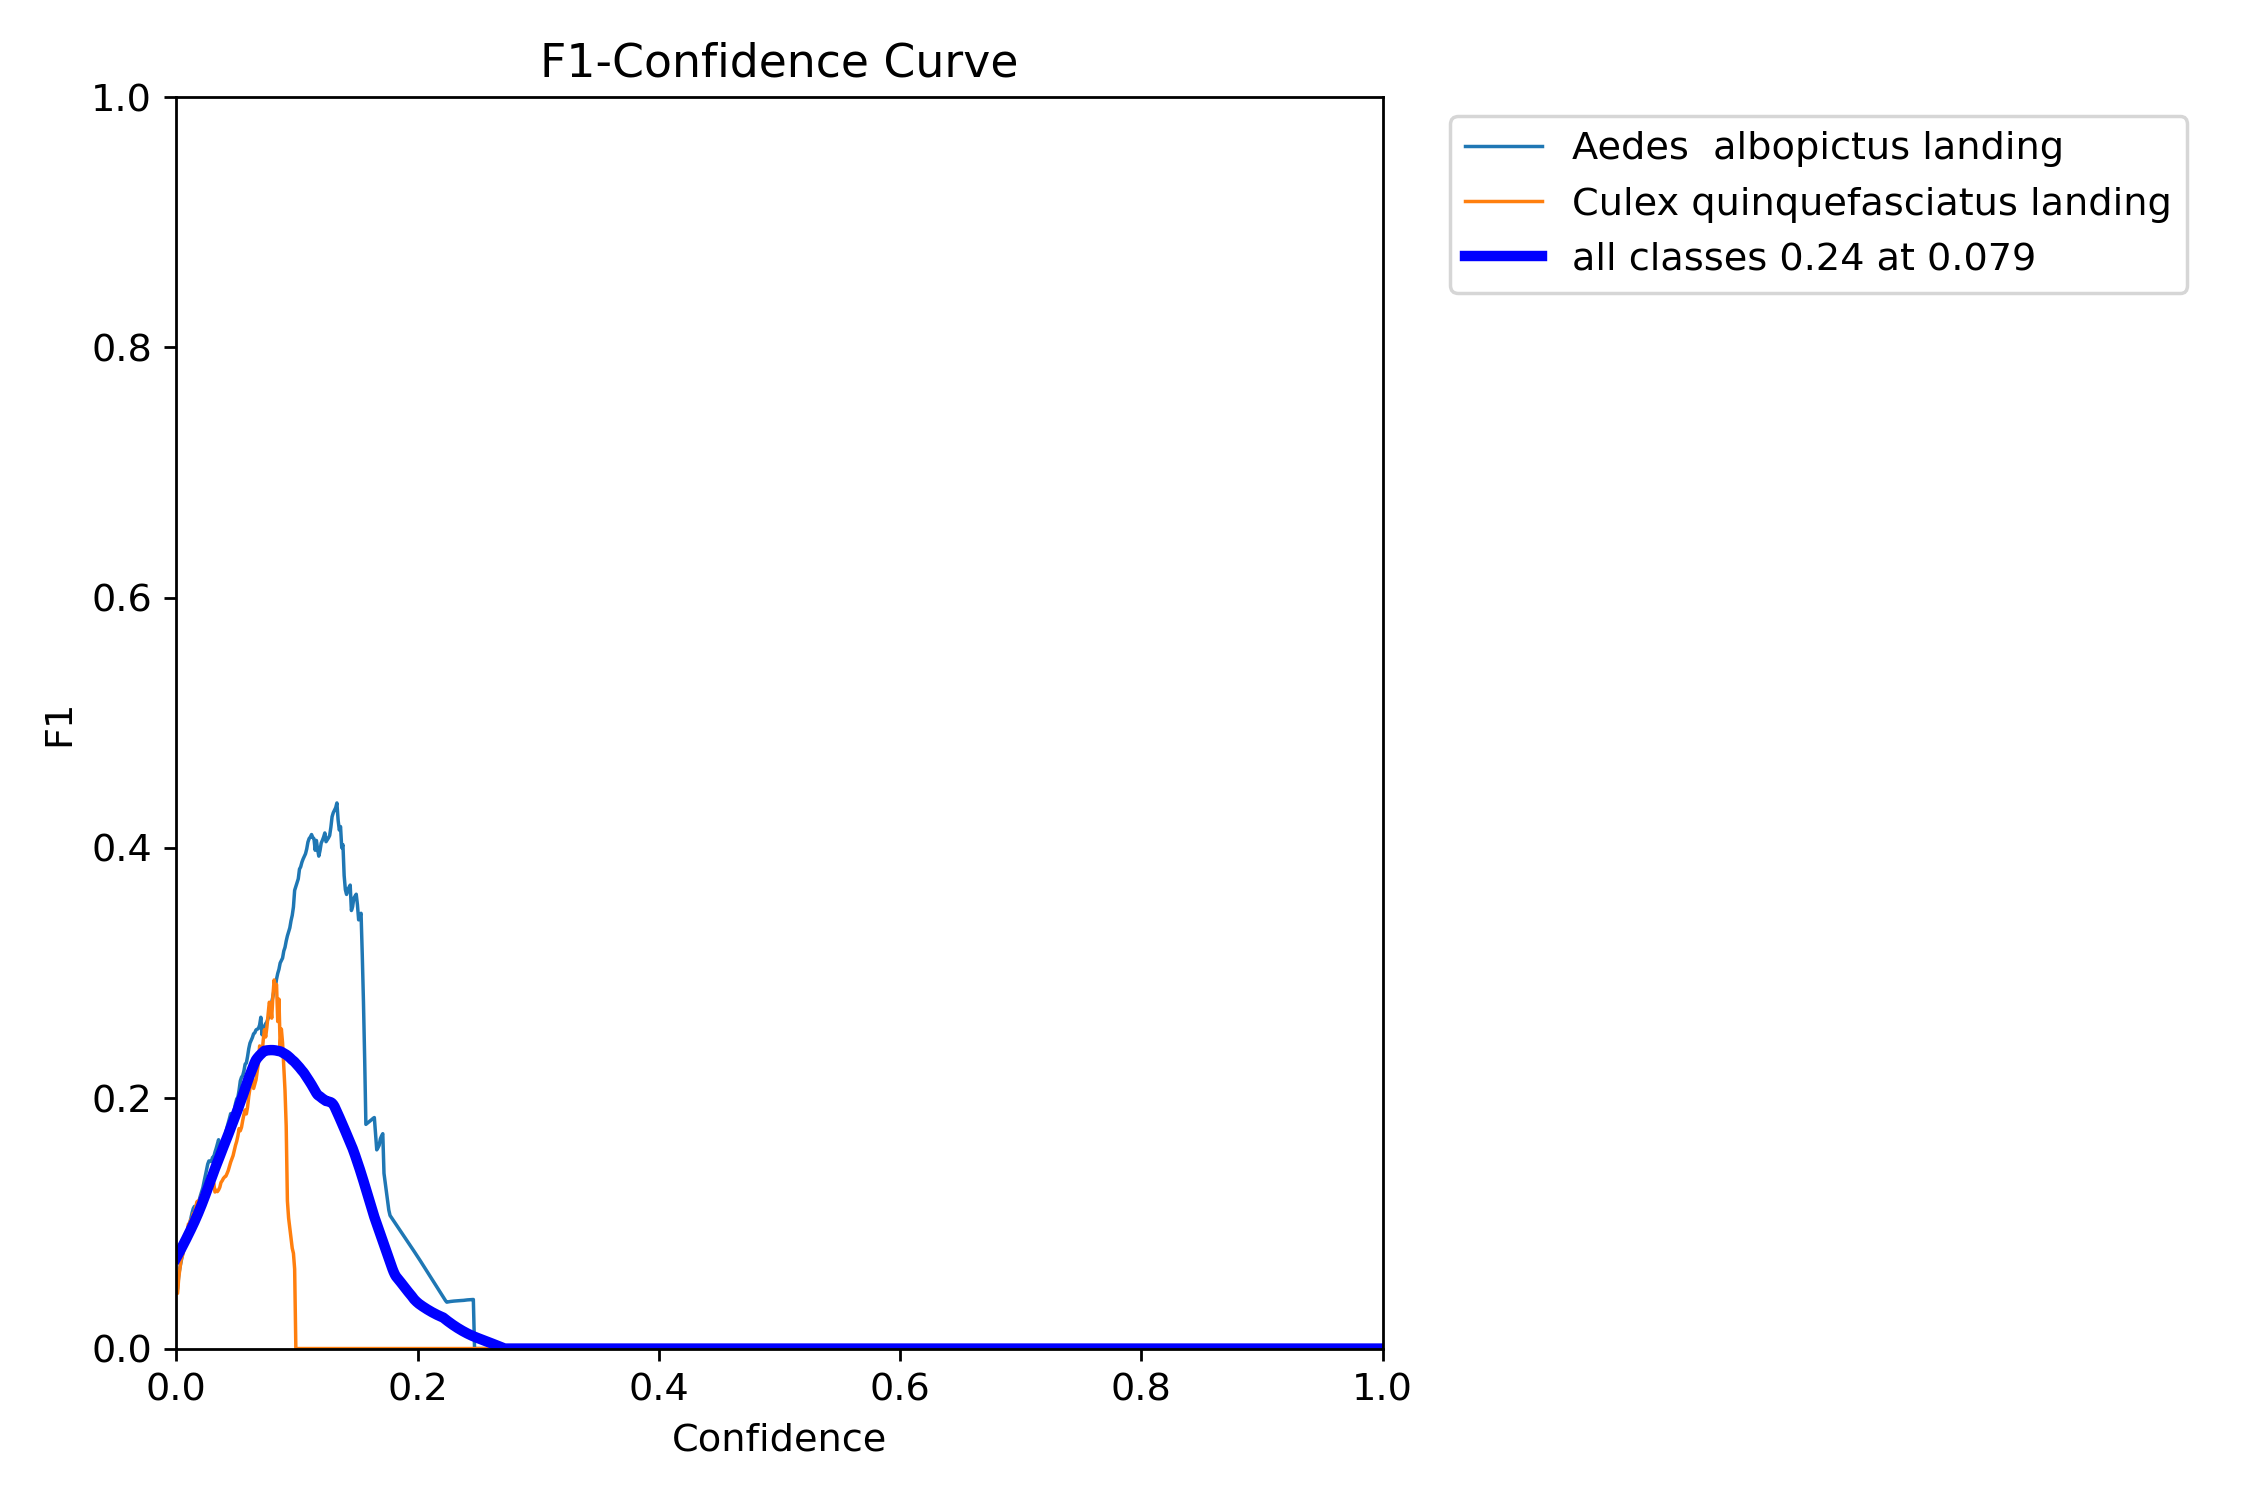 F1-Confidence Curve
1.0
0.8
0.6
0.4
0.2
0.0
F1
0.0 0.2 0.4 0.6 0.8 1.0
Confidence
Aedes  albopictus landing
Culex quinquefasciatus landing
all classes 0.24 at 0.079